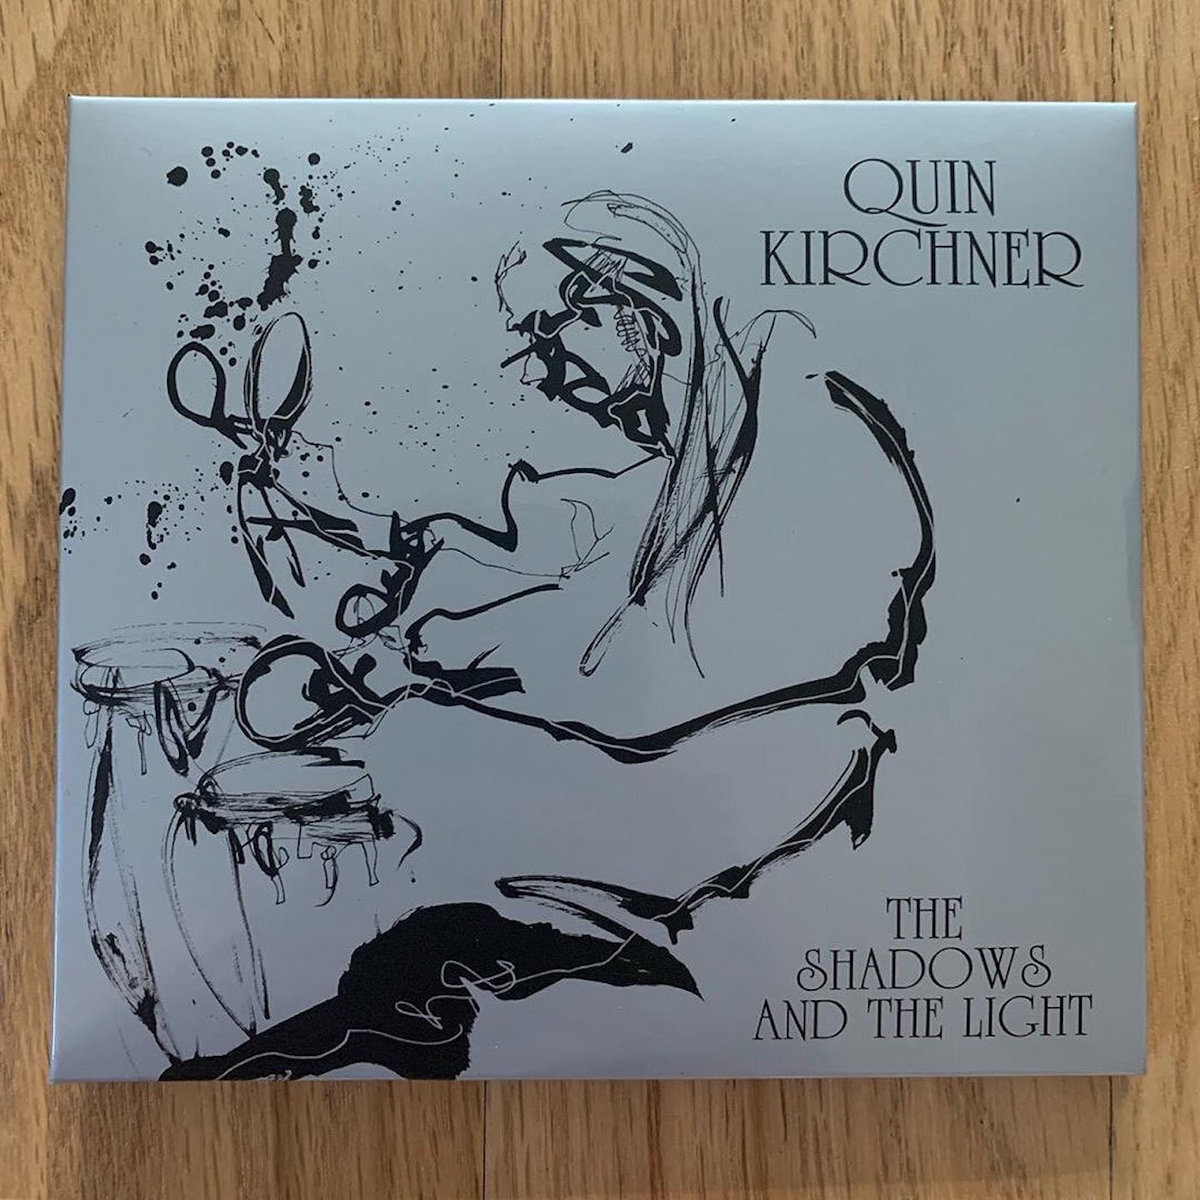 QUIN
KIRCHNER
THE
SHADOWS
AND THE LIGHT